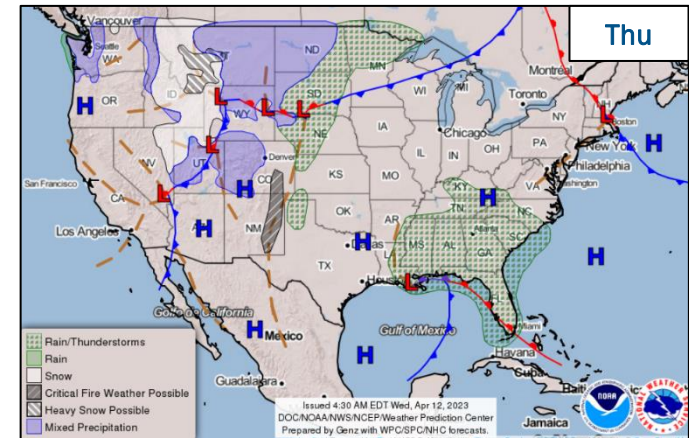 Thu
Vancouver
Seattle
WA
ND
MN
Montréal
OR
ID
SD
WI
MI
Toronto
NH
WY
Boston
NY
IA
NE
Chicago
New York
NV
UT
Denver
IL
IN
OH
PA
Philadelphia
CO
KS
MO
VA
Washington
San Francisco
CA
KY
TN
NC
OK
AR
Los Angeles
NM
Atlanta
SC
MS
AL
GA
TX
Golfo de California
Gulf of Mexico
Miami
Mexico
Havana
Guadalajara
Jamaica
H
L
Rain/Thunderstorms
Rain
Snow
Critical Fire Weather Possible
Heavy Snow Possible
Mixed Precipitation
Issued 4:30 AM EDT Wed, Apr 12, 2023
DOC/NOAA/NWS/NCEP/Weather Prediction Center
Prepared by Genz with WPC/SPC/NHC forecasts.
NOAA